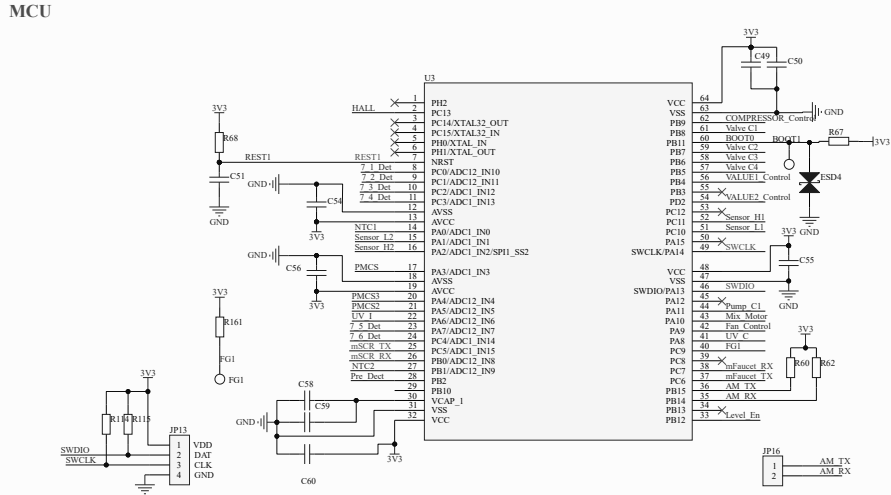 MCU
U3
3V3
R68
REST1
C51
GND
HALL
REST1
7_1_Det
7_2_Det
7_3_Det
7_4_Det
GND
C54
3V3
NTC1
Sensor_L2
Sensor_H2
GND
PMCS
C56
3V3
PMCS3
PMCS2
UV_I
7_5_Det
7_6_Det
mSCR_TX
mSCR_RX
NTC2
Pre_Dect
1 PH2
2 PC13
3 PC14/XTAL32_OUT
4 PC15/XTAL32_IN
5 PH0/XTAL_IN
6 PH1/XTAL_OUT
7 NRST
8 PC0/ADC12_IN10
9 PC1/ADC12_IN11
10 PC2/ADC1_IN12
11 PC3/ADC1_IN13
12 AVSS
13 AVCC
14 PA0/ADC1_IN0
15 PA1/ADC1_IN1
16 PA2/ADC1_IN2/SPI1_SS2
17 PA3/ADC1_IN3
18 AVSS
19 AVCC
20 PA4/ADC12_IN4
21 PA5/ADC12_IN5
22 PA6/ADC12_IN6
23 PA7/ADC12_IN7
24 PC4/ADC1_IN14
25 PC5/ADC1_IN15
26 PB0/ADC12_IN8
27 PB1/ADC12_IN9
28 PB2
29 PB10
30 VCAP_1
31 VSS
32 VCC
VCC 64
VSS 63
PB9 62 COMPRESSOR_Control
PB8 61 Valve C1
PB11 60 BOOT0
PB7 59 Valve C2
PB6 58 Valve C3
PB5 57 Valve C4
PB4 56 VALUE1_Control
PB3 55
PD2 54 VALUE2_Control
PC12 53
PC11 52 Sensor_H1
PC10 51 Sensor_L1
PA15 50
SWCLK/PA14 49 SWCLK
VCC 48
VSS 47
SWDIO/PA13 46 SWDIO
PA12 45
PA11 44 Pump_C1
PA10 43 Mix_Motor
PA9 42 Fan_Control
PA8 41 UV_C
PC9 40 FG1
PC8 39
PC7 38 mFaucet_RX
PC6 37 mFaucet_TX
PB15 36 AM_TX
PB14 35 AM_RX
PB13 34
PB12 33 Level_En
3V3
C49
C50
GND
BOOT1
R67
3V3
ESD4
GND
3V3
C55
GND
3V3
R60
R62
3V3
R161
FG1
FG1
C58
C59
GND
C60
3V3
3V3
R114
R115
SWDIO
SWCLK
JP13
1 VDD
2 DAT
3 CLK
4 GND
JP16
1 AM_TX
2 AM_RX